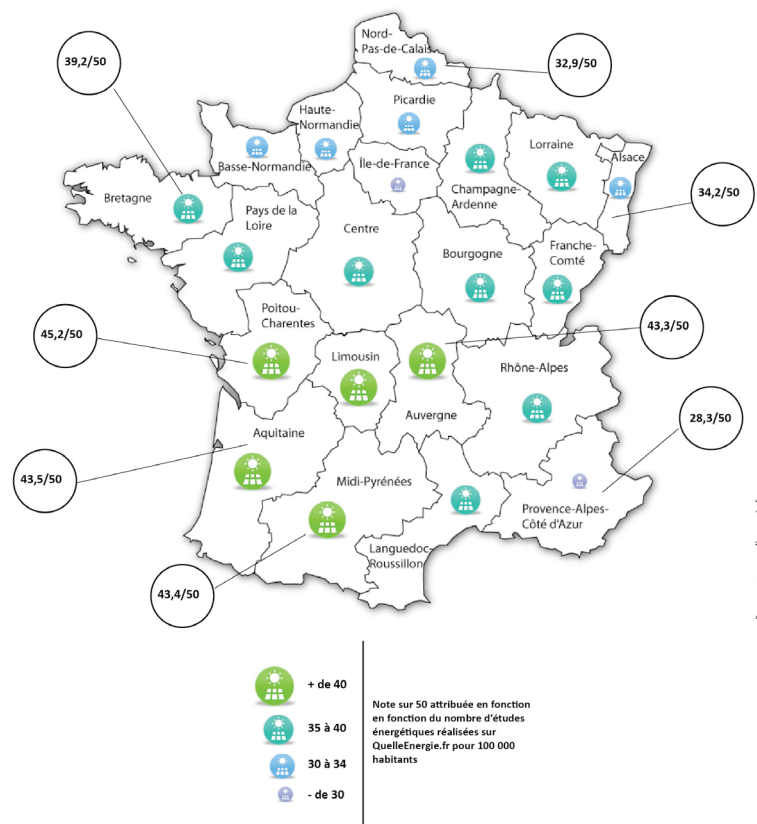 39,2/50
Nord-
Pas-de-Calais
32,9/50
Haute-
Normandie
Picardie
Basse-Normandie
Île-de-France
Champagne-
Ardenne
Lorraine
Alsace
34,2/50
Bretagne
Pays de la
Loire
Centre
Bourgogne
Franche-
Comté
45,2/50
Poitou-
Charentes
Limousin
43,3/50
Auvergne
Rhône-Alpes
Aquitaine
28,3/50
43,5/50
Midi-Pyrénées
Provence-Alpes-
Côté d'Azur
Languedoc-
Roussillon
43,4/50
+ de 40
35 à 40
30 à 34
- de 30
Note sur 50 attribuée en fonction
en fonction du nombre d'études
énergétiques réalisées sur
QuelleEnergie.fr pour 100 000
habitants